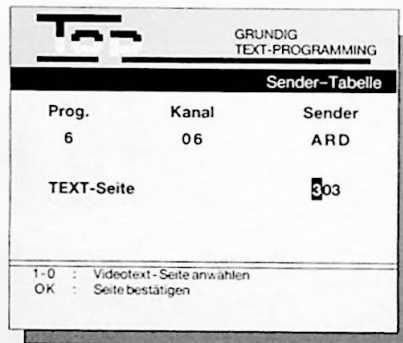 Top
GRUNDIG
TEXT-PROGRAMMING
Sender-Tabelle
Prog. Kanal Sender
6 06 ARD
TEXT-Seite 303
1-0 : Videotext-Seite anwählen
OK : Seite bestätigen